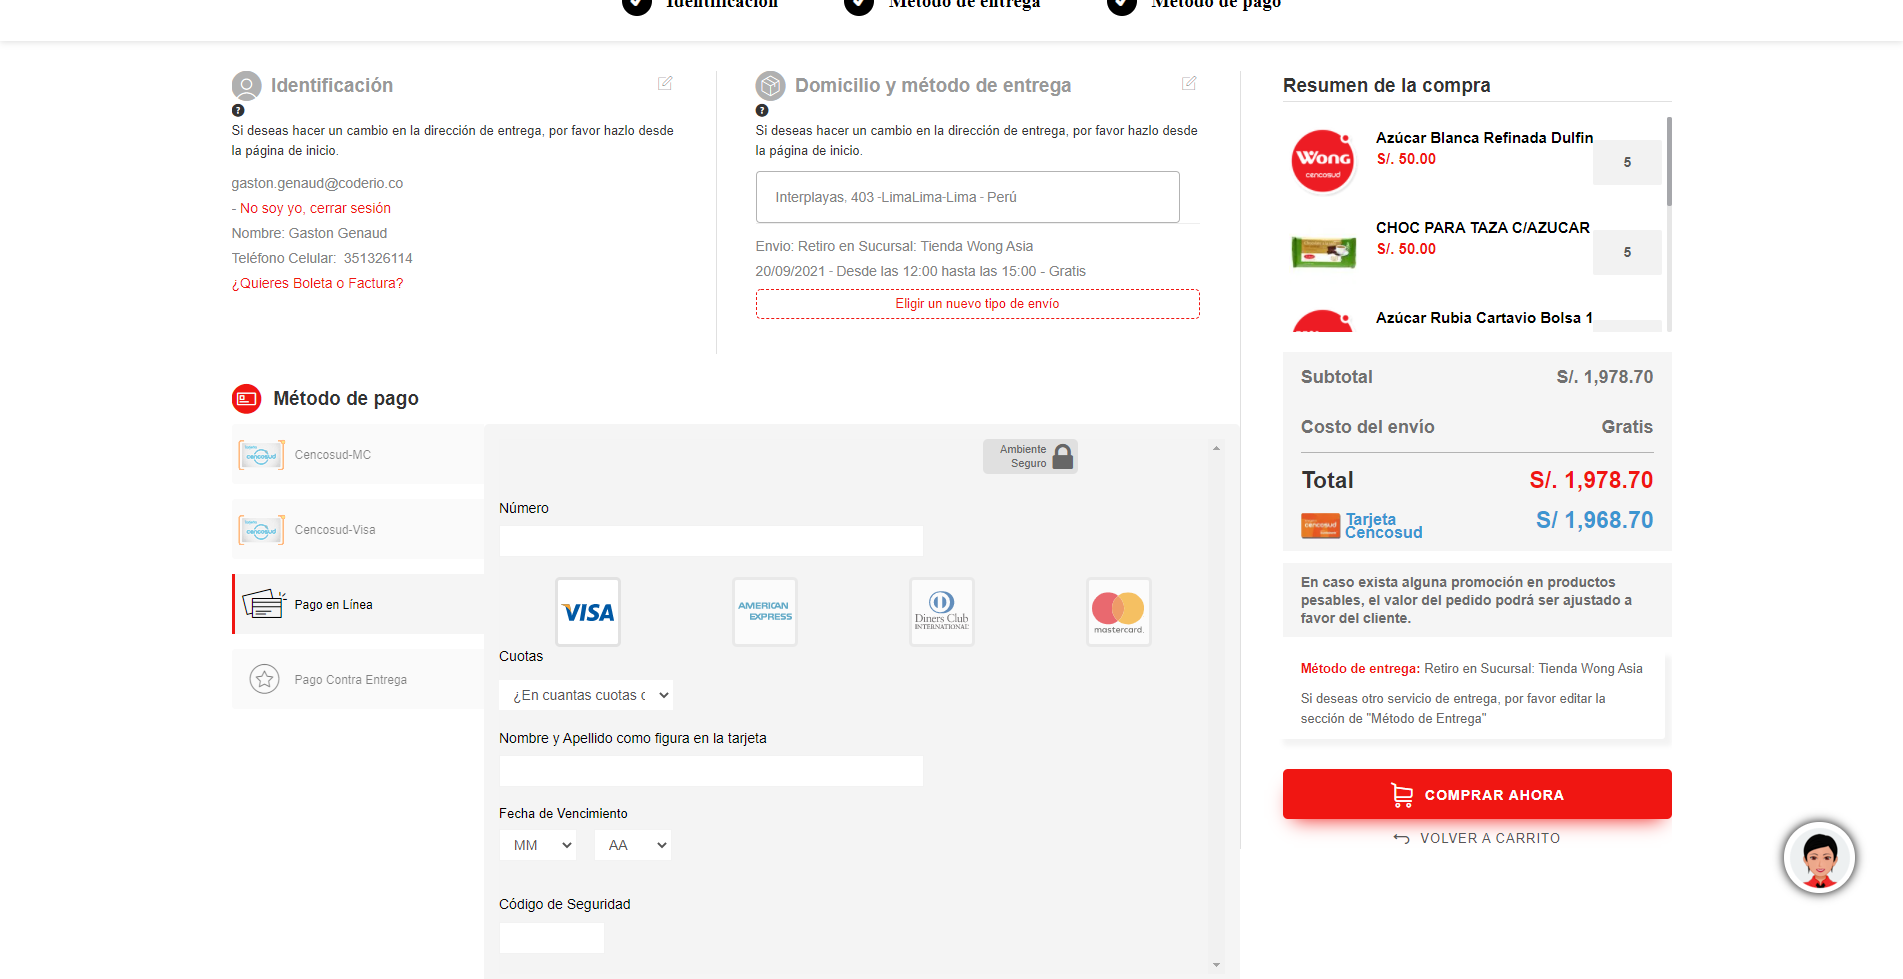 Identificación
Método de entrega
Método de pago
Identificación
Si deseas hacer un cambio en la dirección de entrega, por favor hazlo desde
la página de inicio.
gaston.genaud@coderio.co
- No soy yo, cerrar sesión
Nombre: Gaston Genaud
Teléfono Celular: 351326114
¿Quieres Boleta o Factura?
Domicilio y método de entrega
Si deseas hacer un cambio en la dirección de entrega, por favor hazlo desde
la página de inicio.
Interplayas, 403 -LimaLima-Lima - Perú
Envio: Retiro en Sucursal: Tienda Wong Asia
20/09/2021 - Desde las 12:00 hasta las 15:00 - Gratis
Eligir un nuevo tipo de envío
Método de pago
Cencosud-MC
Cencosud-Visa
Pago en Línea
Pago Contra Entrega
Ambiente
Seguro
Número
VISA
AMERICAN
EXPRESS
Diners Club
INTERNATIONAL
mastercard.
Cuotas
¿En cuantas cuotas c
Nombre y Apellido como figura en la tarjeta
Fecha de Vencimiento
MM
AA
Código de Seguridad
Resumen de la compra
Wong
cencosud
Azúcar Blanca Refinada Dulfin
S/. 50.00
5
CHOC PARA TAZA C/AZUCAR
S/. 50.00
5
Azúcar Rubia Cartavio Bolsa 1
Subtotal
S/. 1,978.70
Costo del envío
Gratis
Total
S/. 1,978.70
cencosud
Tarjeta
Cencosud
S/ 1,968.70
En caso exista alguna promoción en productos
pesables, el valor del pedido podrá ser ajustado a
favor del cliente.
Método de entrega: Retiro en Sucursal: Tienda Wong Asia
Si deseas otro servicio de entrega, por favor editar la
sección de "Método de Entrega"
COMPRAR AHORA
VOLVER A CARRITO